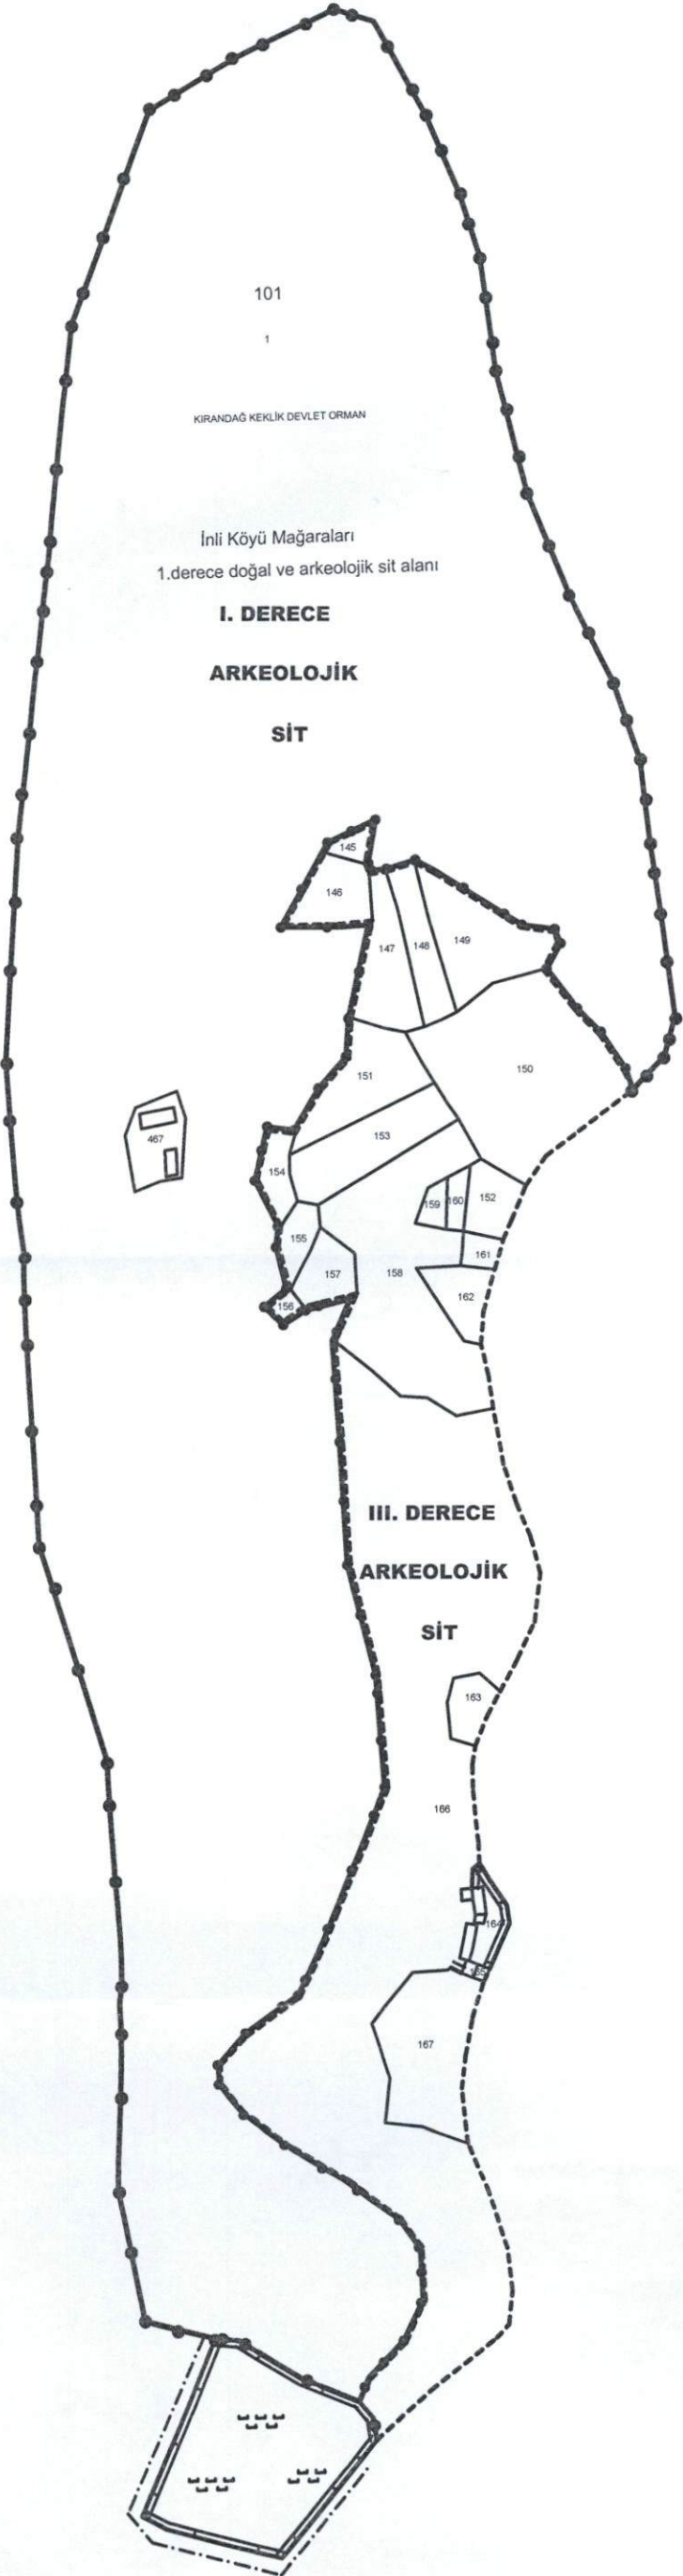 101
1
KIRANDAĞ KEKLİK DEVLET ORMAN
İnli Köyü Mağaraları
1.derece doğal ve arkeolojik sit alanı
I. DERECE
ARKEOLOJİK
SİT
145
146
147
148
149
150
151
467
153
154
152
159
160
155
161
157
158
162
156
III. DERECE
ARKEOLOJİK
SİT
163
166
164
167